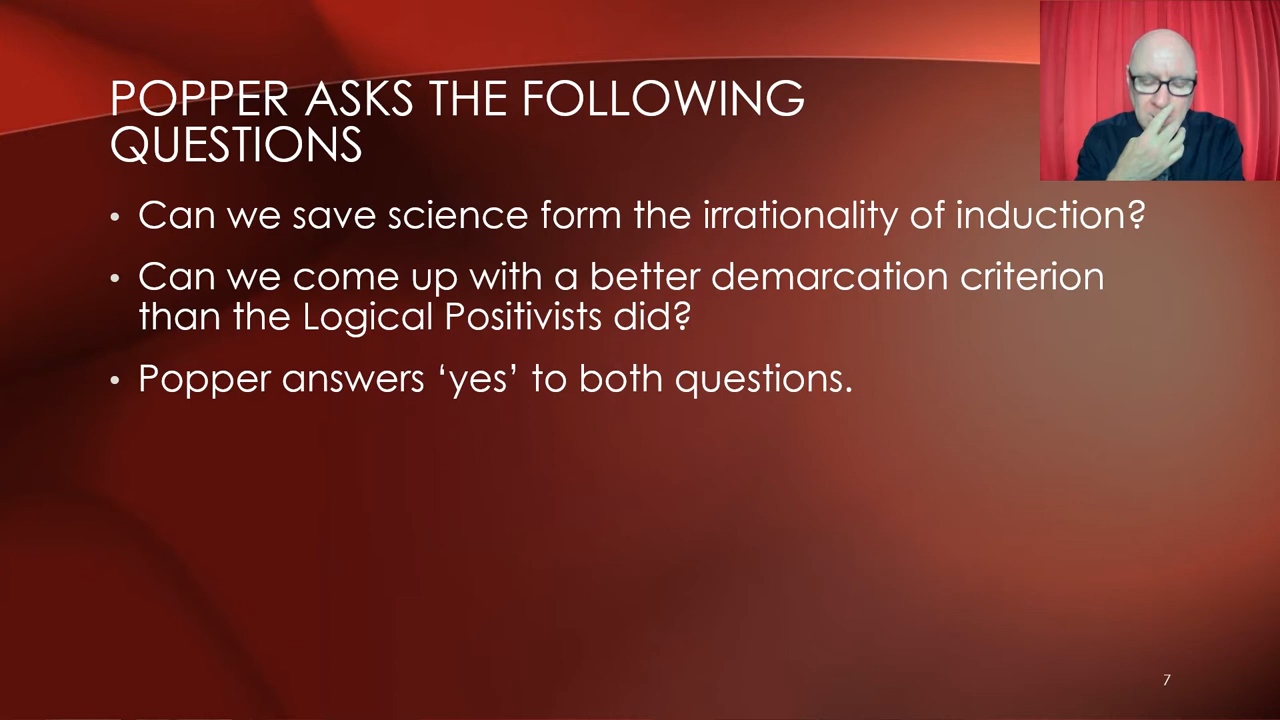 POPPER ASKS THE FOLLOWING
QUESTIONS
• Can we save science form the irrationality of induction?
• Can we come up with a better demarcation criterion
than the Logical Positivists did?
• Popper answers ‘yes’ to both questions.
7